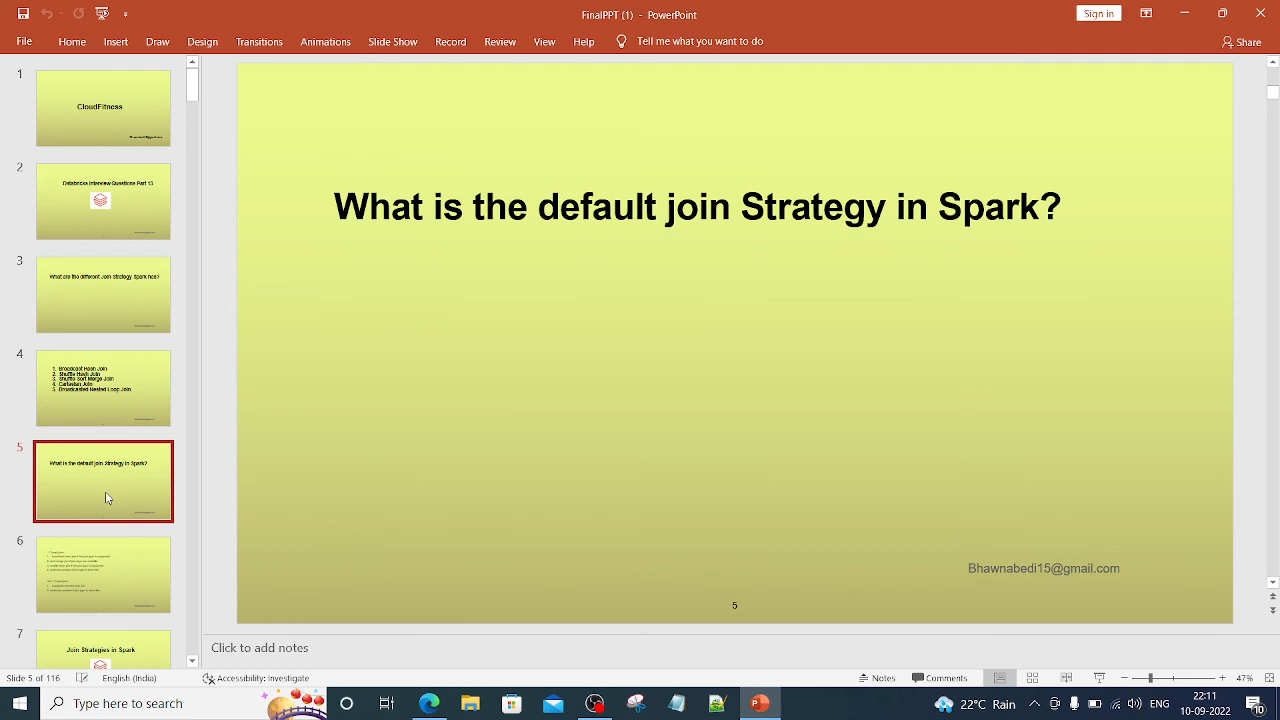 FinalPPT (1) - PowerPoint
Sign in
File Home Insert Draw Design Transitions Animations Slide Show Record Review View Help Tell me what you want to do Share
1
CloudFitness
2
Databricks Interview Questions Part 13
3
What are the different Join Strategy Spark has?
4
1. Broadcast Hash Join
2. Shuffle Hash Join
3. Shuffle Sort Merge Join
4. Cartesian Join
5. Broadcasted Nested Loop Join
5
What is the default join Strategy in Spark?
6
7
Join Strategies in Spark
What is the default join Strategy in Spark?
Bhawnabedi15@gmail.com
5
Click to add notes
Slide 5 of 116 English (India) Accessibility: Investigate Notes Comments 47%
Type here to search
22°C Rain
22:11
10-09-2022